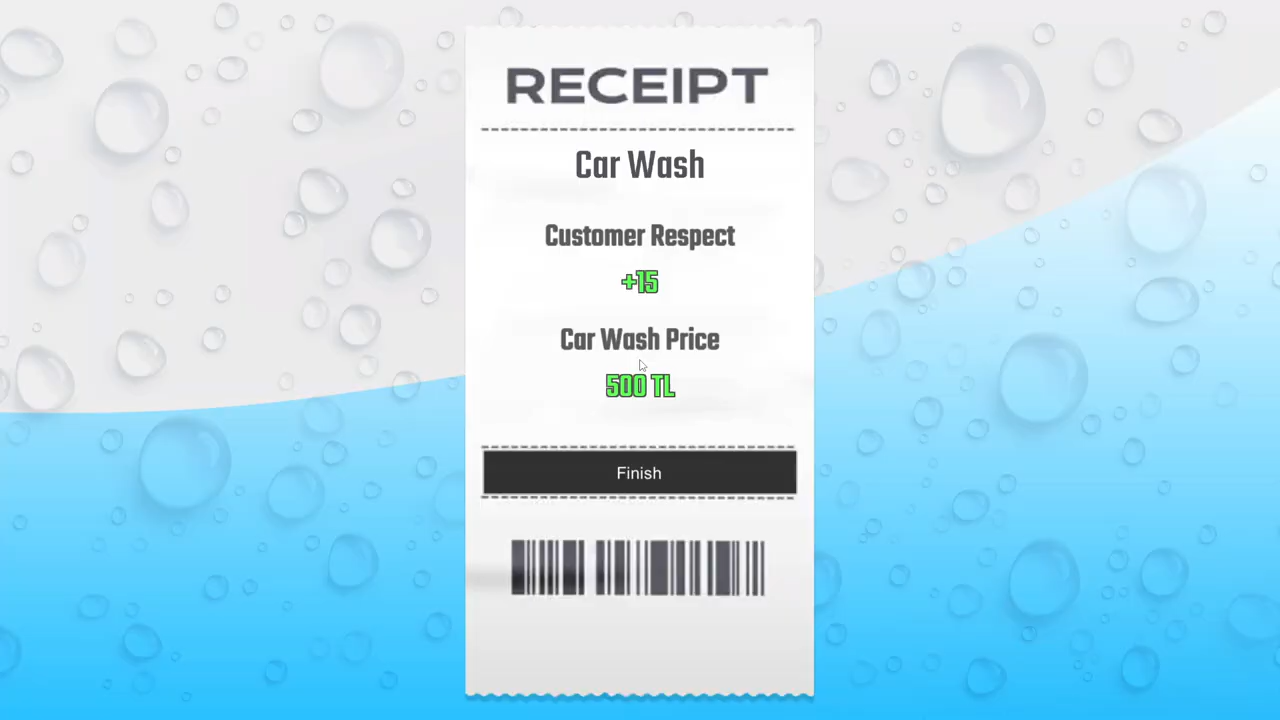 RECEIPT
Car Wash
Customer Respect
+15
Car Wash Price
500 TL
Finish